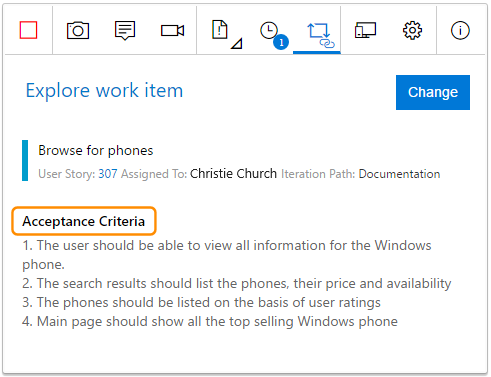 1
Explore work item
Change
Browse for phones
User Story: 307 Assigned To: Christie Church Iteration Path: Documentation
Acceptance Criteria
1. The user should be able to view all information for the Windows
phone.
2. The search results should list the phones, their price and availability
3. The phones should be listed on the basis of user ratings
4. Main page should show all the top selling Windows phone